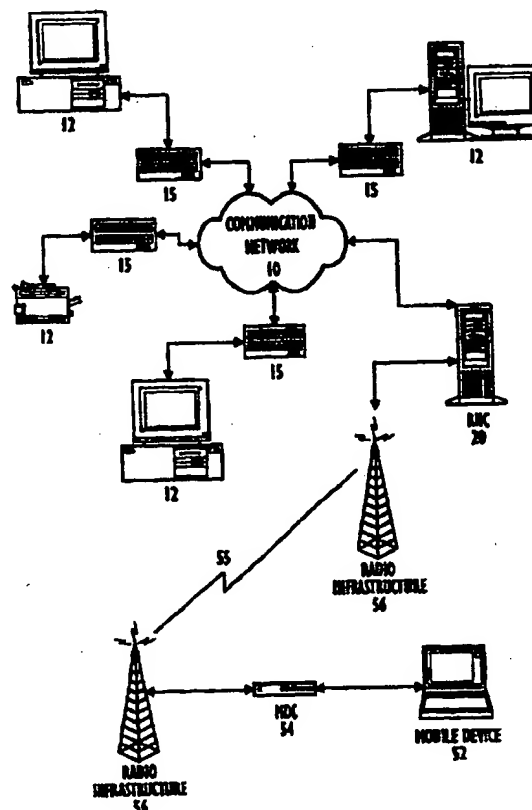 12
12
15
15
COMMUNICATION
NETWORK
10
15
12
15
12
RNC
20
RADIO
INFRASTRUCTURE
56
55
MDC
54
MOBILE DEVICE
52
RADIO
INFRASTRUCTURE
56